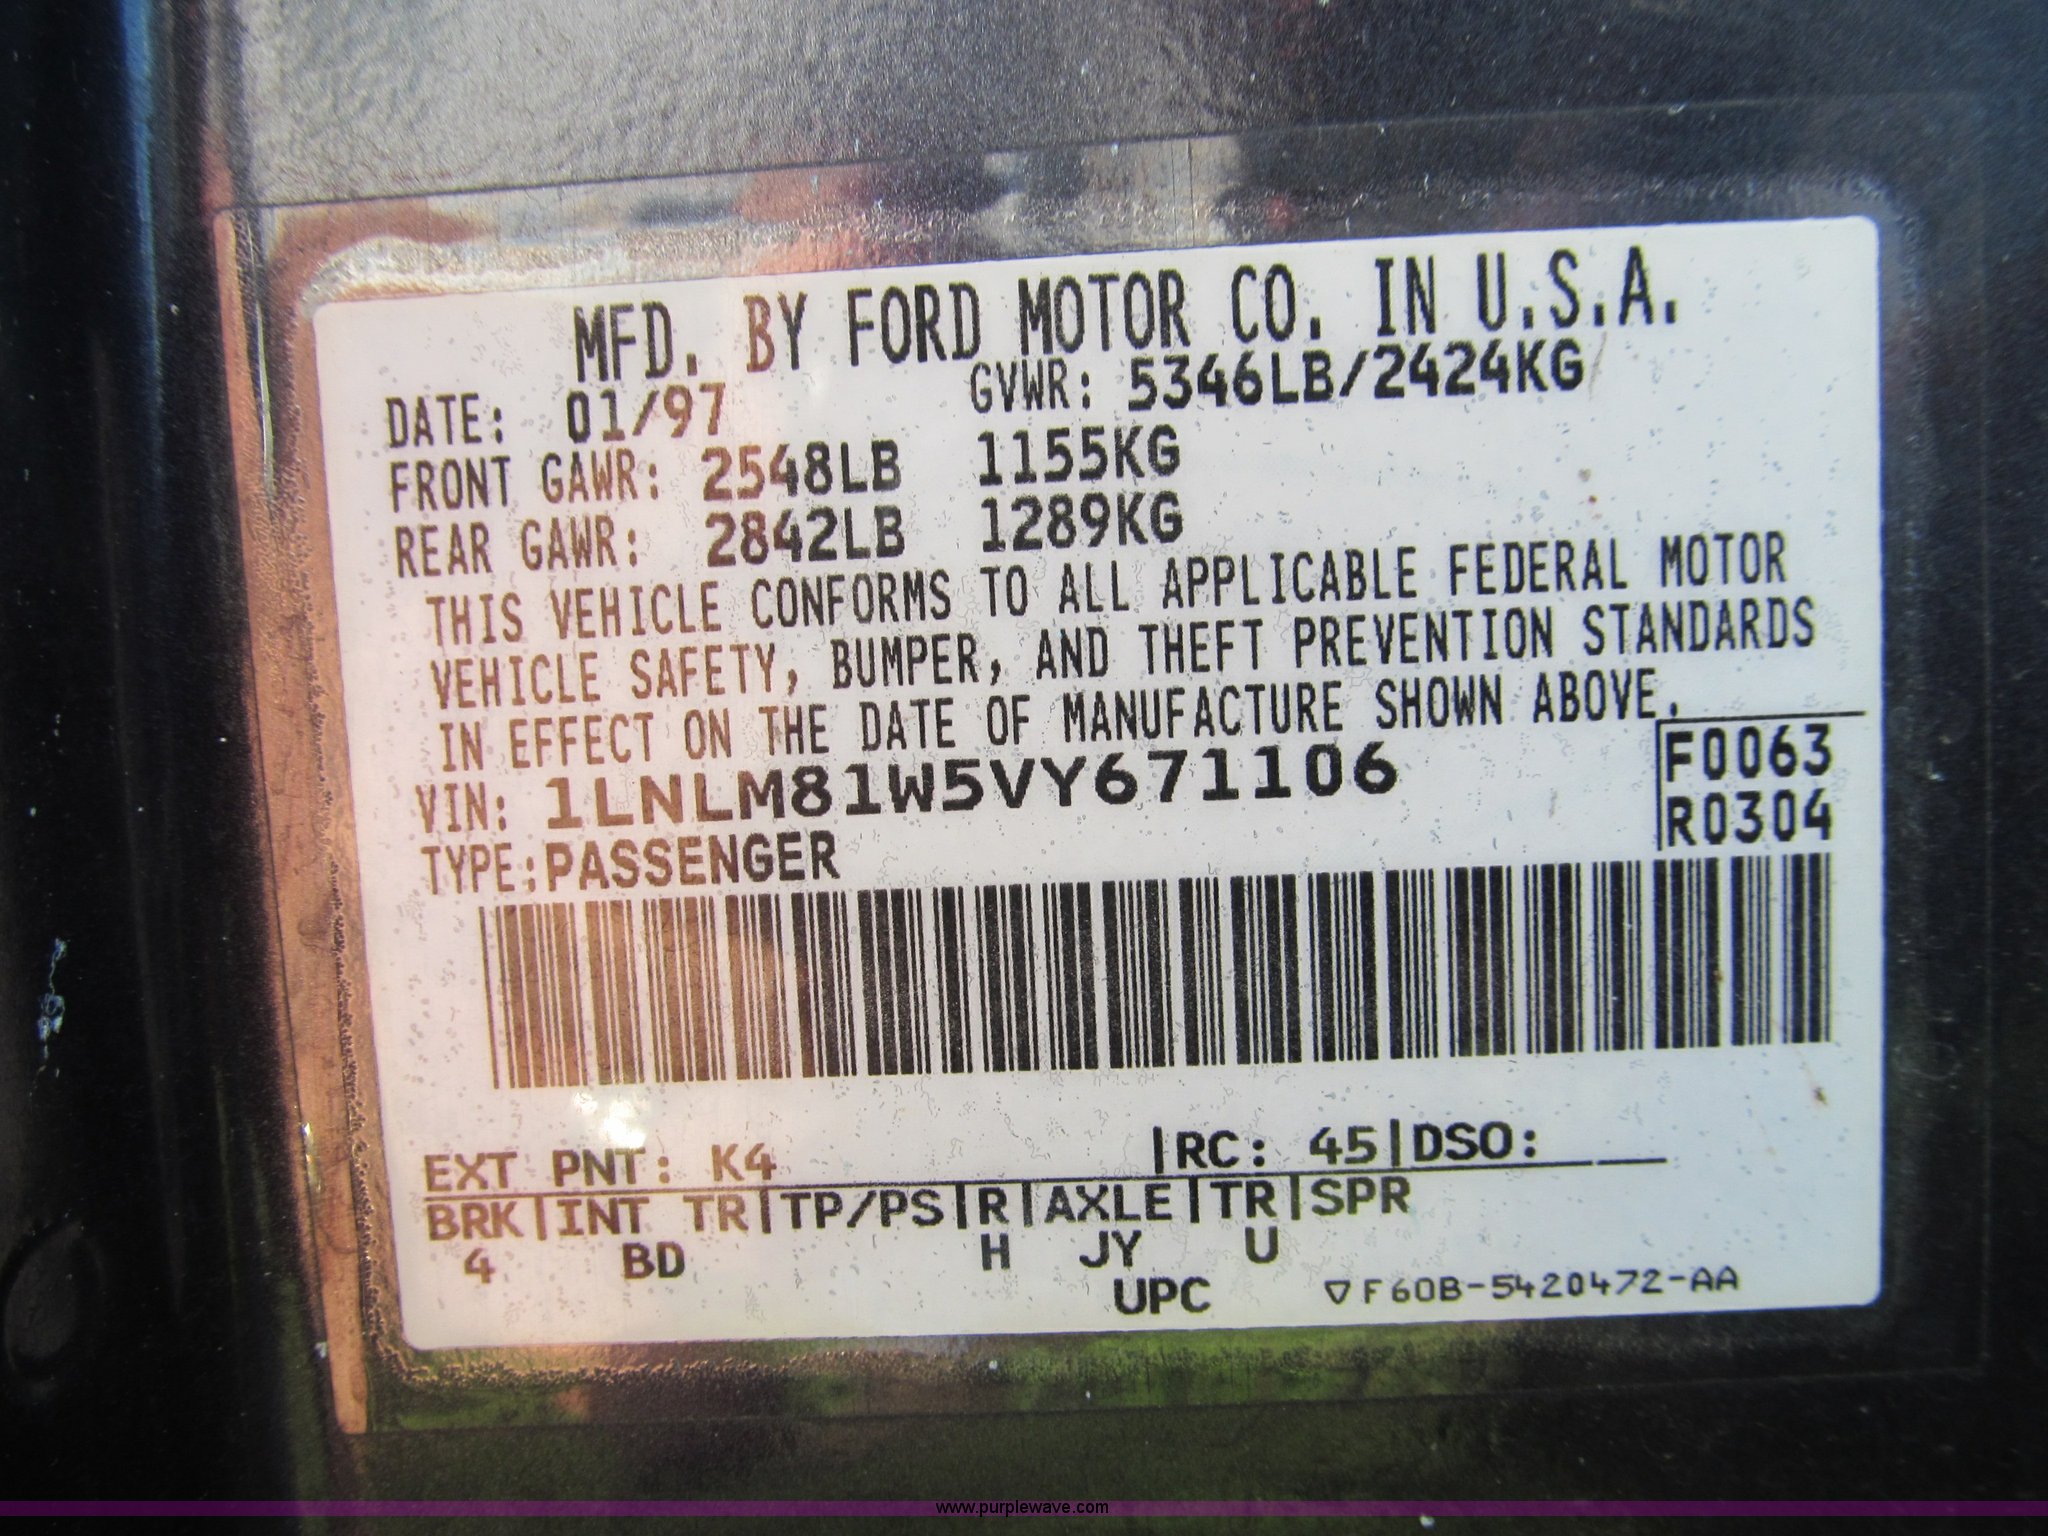 MFD. BY FORD MOTOR CO. IN U.S.A.
DATE: 01/97 GVWR: 5346LB/2424KG
FRONT GAWR: 2548LB 1155KG
REAR GAWR: 2842LB 1289KG
THIS VEHICLE CONFORMS TO ALL APPLICABLE FEDERAL MOTOR
VEHICLE SAFETY, BUMPER, AND THEFT PREVENTION STANDARDS
IN EFFECT ON THE DATE OF MANUFACTURE SHOWN ABOVE.
VIN: 1LNLM81W5VY671106
F0063
R0304
TYPE:PASSENGER
EXT PNT: K4 |RC: 45|DSO:
BRK|INT TR|TP/PS|R|AXLE|TR|SPR
4 BD H JY U
UPC ▽F60B-5420472-AA
www.purplewave.com